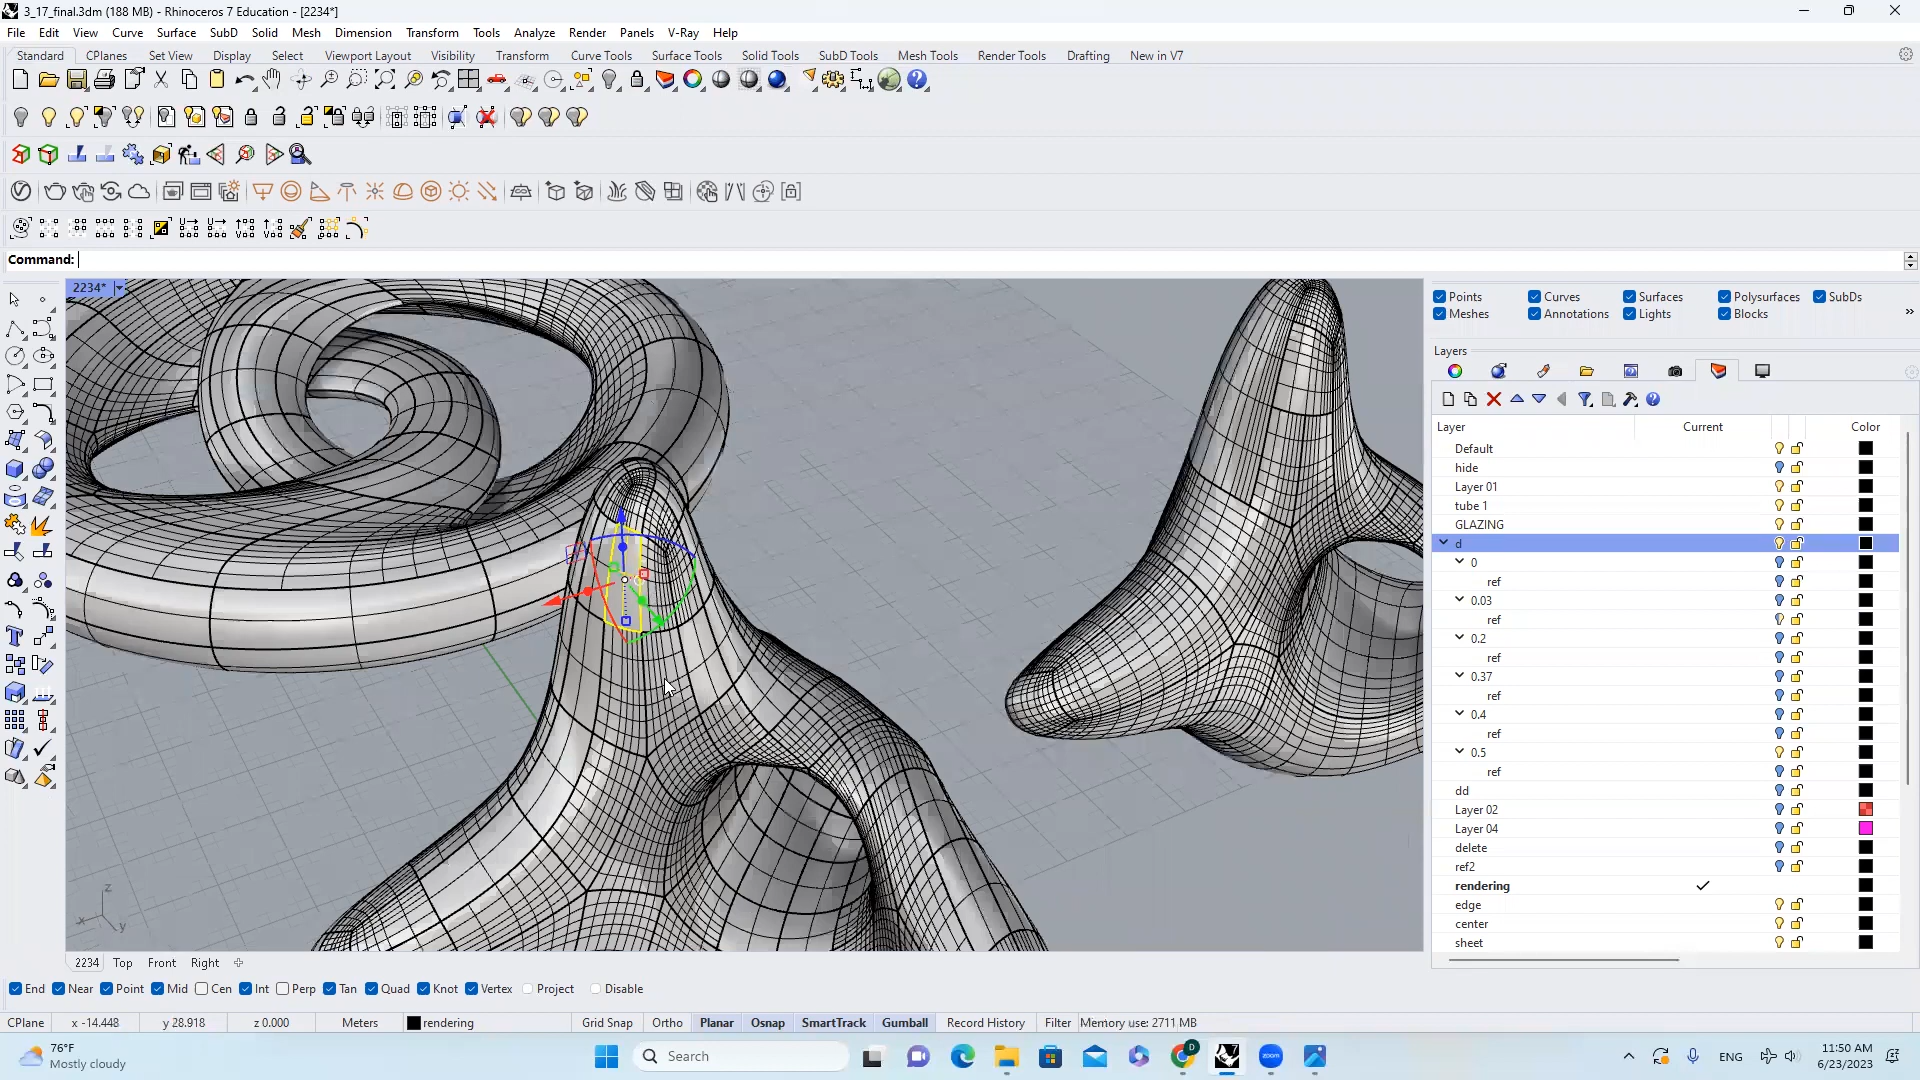 3_17_final.3dm (188 MB) - Rhinoceros 7 Education - [2234*]
File Edit View Curve Surface SubD Solid Mesh Dimension Transform Tools Analyze Render Panels V-Ray Help
Standard CPlanes Set View Display Select Viewport Layout Visibility Transform Curve Tools Surface Tools Solid Tools SubD Tools Mesh Tools Render Tools Drafting New in V7
Command:
2234*
Points Curves Surfaces Polysurfaces SubDs
Meshes Annotations Lights Blocks
Layers
Layer Current Color
Default
hide
Layer 01
tube 1
GLAZING
d
0
ref
0.03
ref
0.2
ref
0.37
ref
0.4
ref
0.5
ref
dd
Layer 02
Layer 04
delete
ref2
rendering
edge
center
sheet
z
x y
2234 Top Front Right
End Near Point Mid Cen Int Perp Tan Quad Knot Vertex Project Disable
CPlane x -14.448 y 28.918 z 0.000 Meters rendering Grid Snap Ortho Planar Osnap SmartTrack Gumball Record History Filter Memory use: 2711 MB
76°F
Mostly cloudy
Search
D
7
zoom
ENG
11:50 AM
6/23/2023